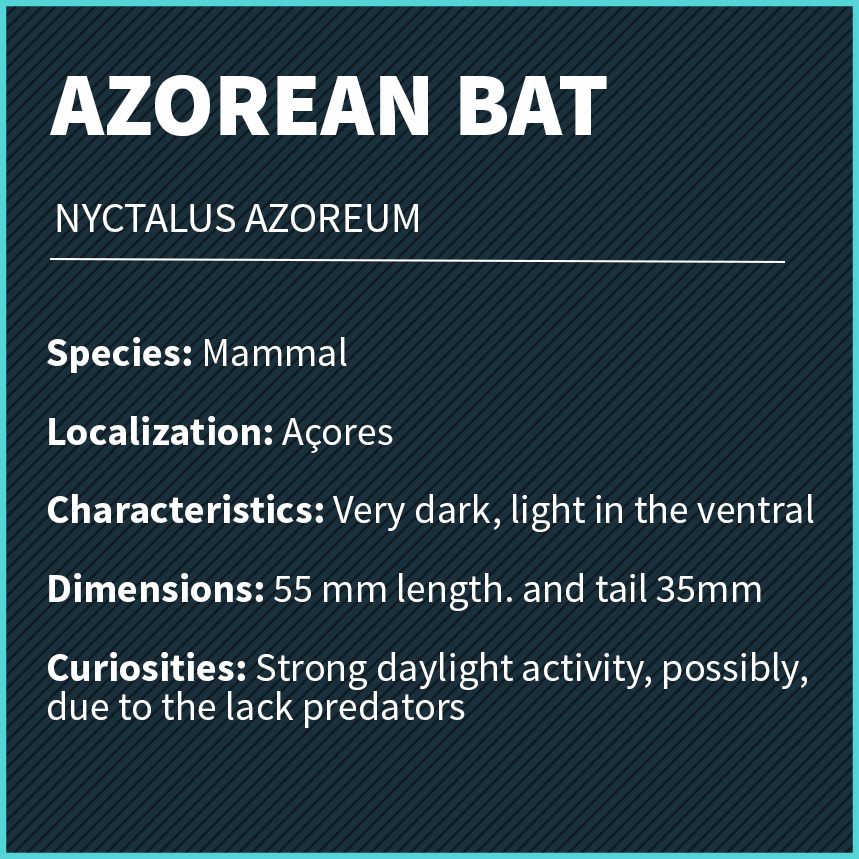 AZOREAN BAT
NYCTALUS AZOREUM
Species: Mammal
Localization: Açores
Characteristics: Very dark, light in the ventral
Dimensions: 55 mm length. and tail 35mm
Curiosities: Strong daylight activity, possibly,
due to the lack predators